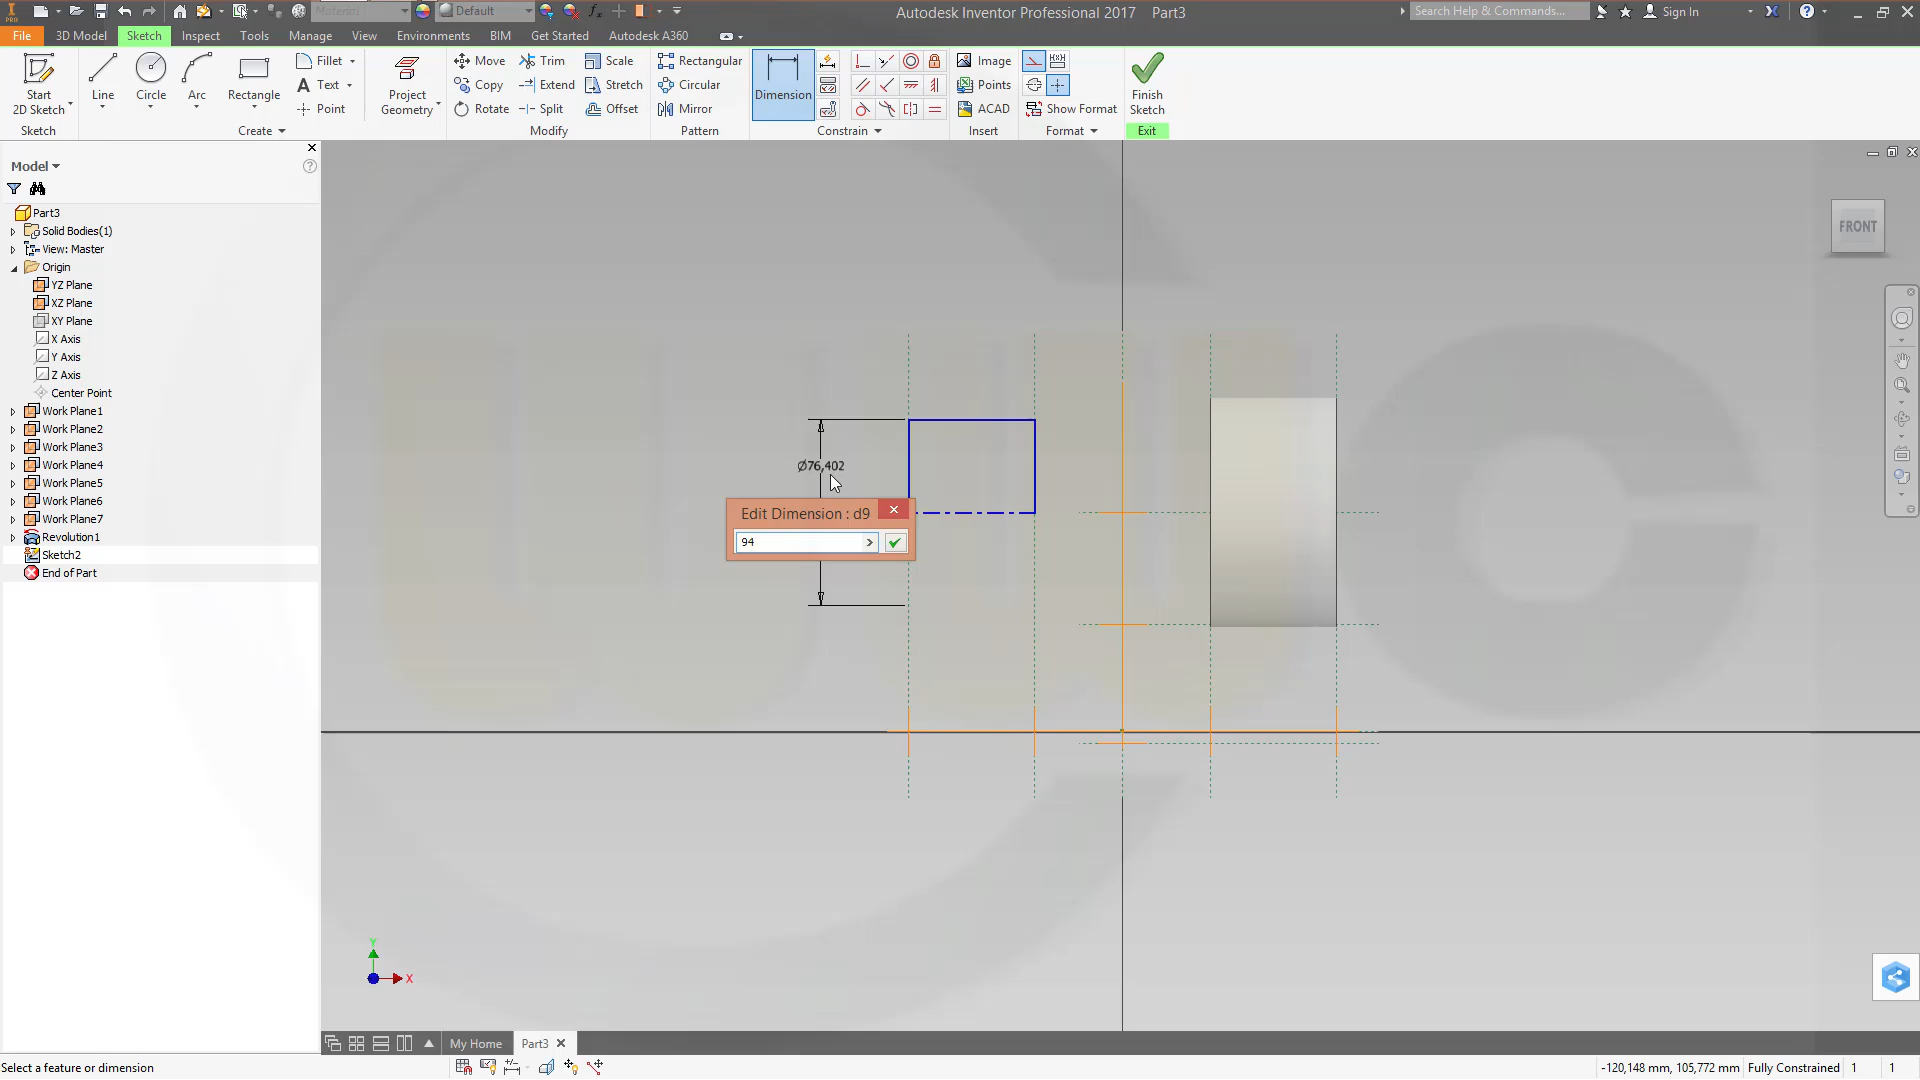 PRO
Material
Default
fx
Autodesk Inventor Professional 2017 Part3
Search Help & Commands...
Sign In
File
3D Model
Sketch
Inspect
Tools
Manage
View
Environments
BIM
Get Started
Autodesk A360
Start
2D Sketch
Line
Circle
Arc
Rectangle
Fillet
Text
Point
Project
Geometry
Move
Copy
Rotate
Trim
Extend
Split
Scale
Stretch
Offset
Rectangular
Circular
Mirror
Dimension
Image
Points
ACAD
Show Format
Finish
Sketch
Sketch
Create
Modify
Pattern
Constrain
Insert
Format
Exit
Model
Part3
Solid Bodies(1)
View: Master
Origin
YZ Plane
XZ Plane
XY Plane
X Axis
Y Axis
Z Axis
Center Point
Work Plane1
Work Plane2
Work Plane3
Work Plane4
Work Plane5
Work Plane6
Work Plane7
Revolution1
Sketch2
End of Part
FRONT
Ø76,402
Edit Dimension : d9
94
Y
X
My Home
Part3
Select a feature or dimension
-120,148 mm, 105,772 mm
Fully Constrained
1
1